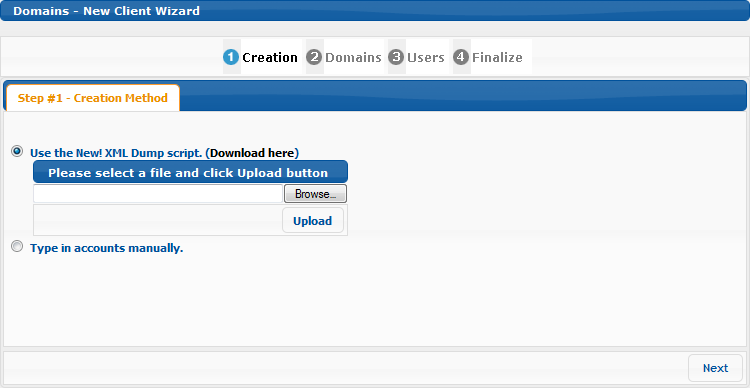 Domains - New Client Wizard
1 Creation 2 Domains 3 Users 4 Finalize
Step #1 - Creation Method
Use the New! XML Dump script. (Download here)
Please select a file and click Upload button
Browse...
Upload
Type in accounts manually.
Next